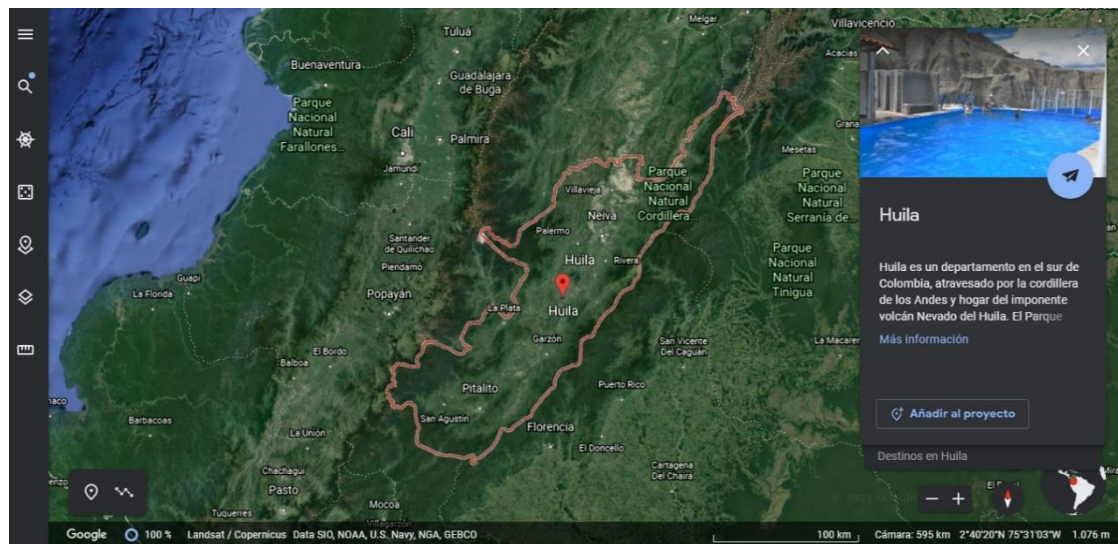 Melgar
Villavicencio
Tuluá
Acacías
Buenaventura
Guadalajara
de Buga
Parque
Nacional
Natural
Farallones...
Cali
Palmira
Grana
Jamundí
Mesetas
Parque
Nacional
Natural
Cordillera...
Parque
Nacional
Natural
Serranía de...
Villavieja
Neiva
Palermo
Santander
de Quilichao
Huila
Rivera
Piendamó
Parque
Nacional
Natural
Tinigua
Guapi
La Florida
Popayán
La Plata
Huila
Garzón
San Vicente
Del Caguán
La Macaren
El Bordo
Balboa
Pitalito
Puerto Rico
maco
Barbacoas
San Agustín
Florencia
La Unión
El Doncello
Cartagena
Del Chairá
Chachagüí
Pasto
Túquerres
Mocoa
Villagarzón
Huila
Huila es un departamento en el sur de
Colombia, atravesado por la cordillera
de los Andes y hogar del imponente
volcán Nevado del Huila. El Parque
Más información
Añadir al proyecto
Destinos en Huila
Google 100 % Landsat / Copernicus Data SIO, NOAA, U.S. Navy, NGA, GEBCO 100 km Cámara: 595 km 2°40'20"N 75°31'03"W 1.076 m